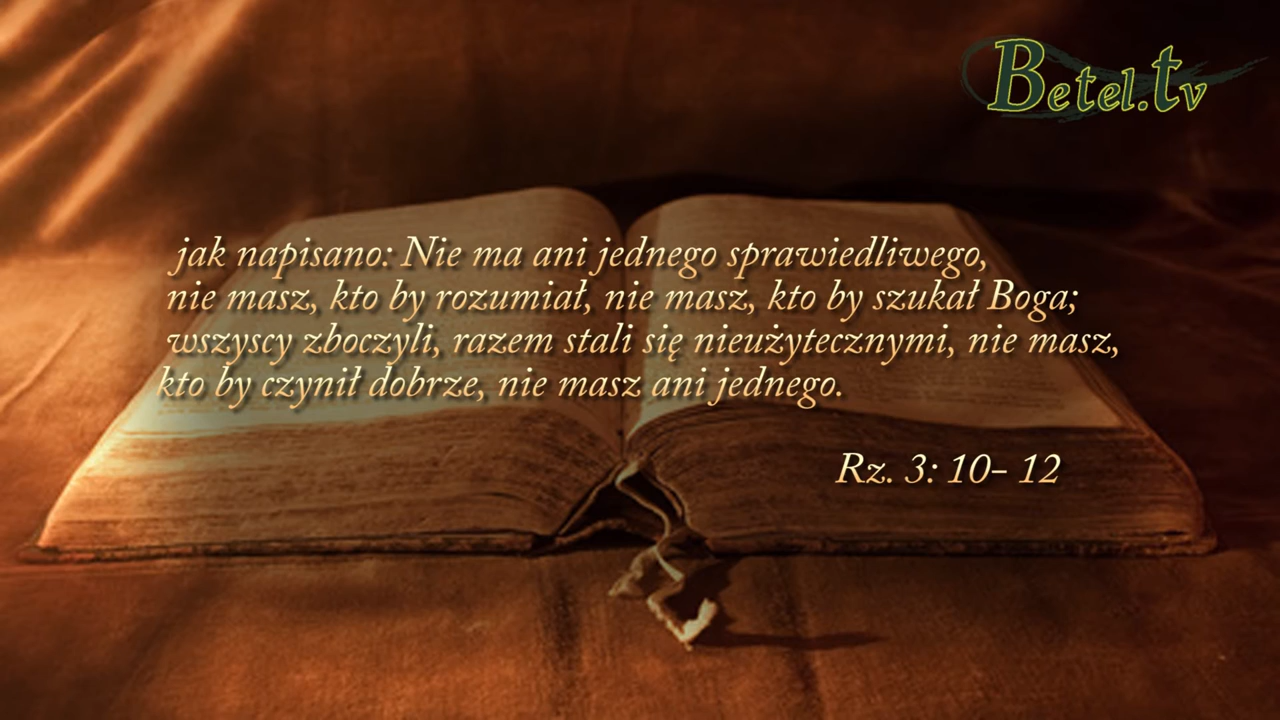 Betel.tv
jak napisano: Nie ma ani jednego sprawiedliwego,
nie masz, kto by rozumiał, nie masz, kto by szukał Boga;
wszyscy zboczyli, razem stali się nieużytecznymi, nie masz,
kto by czynił dobrze, nie masz ani jednego.
Rz. 3: 10- 12